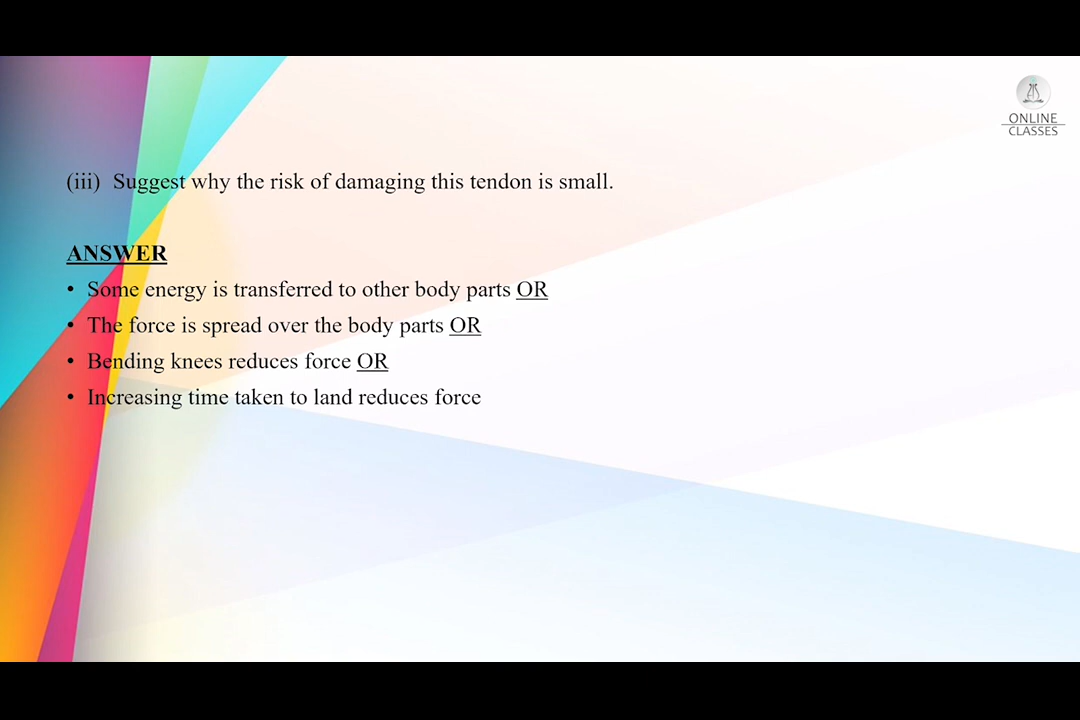 ONLINE
CLASSES
(iii) Suggest why the risk of damaging this tendon is small.
ANSWER
• Some energy is transferred to other body parts OR
• The force is spread over the body parts OR
• Bending knees reduces force OR
• Increasing time taken to land reduces force